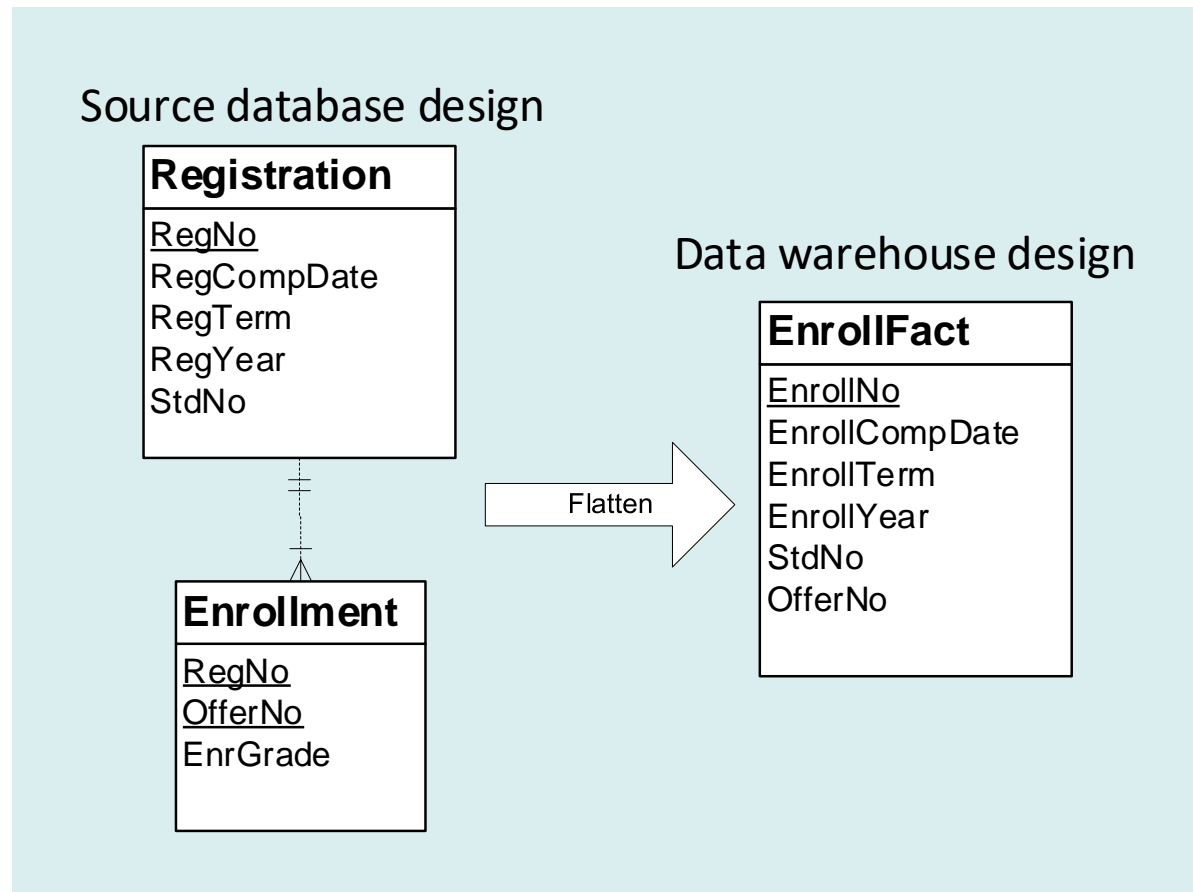 Source database design
Registration
RegNo
RegCompDate
RegTerm
RegYear
StdNo
Enrollment
RegNo
OfferNo
EnrGrade
Flatten
Data warehouse design
EnrollFact
EnrollNo
EnrollCompDate
EnrollTerm
EnrollYear
StdNo
OfferNo